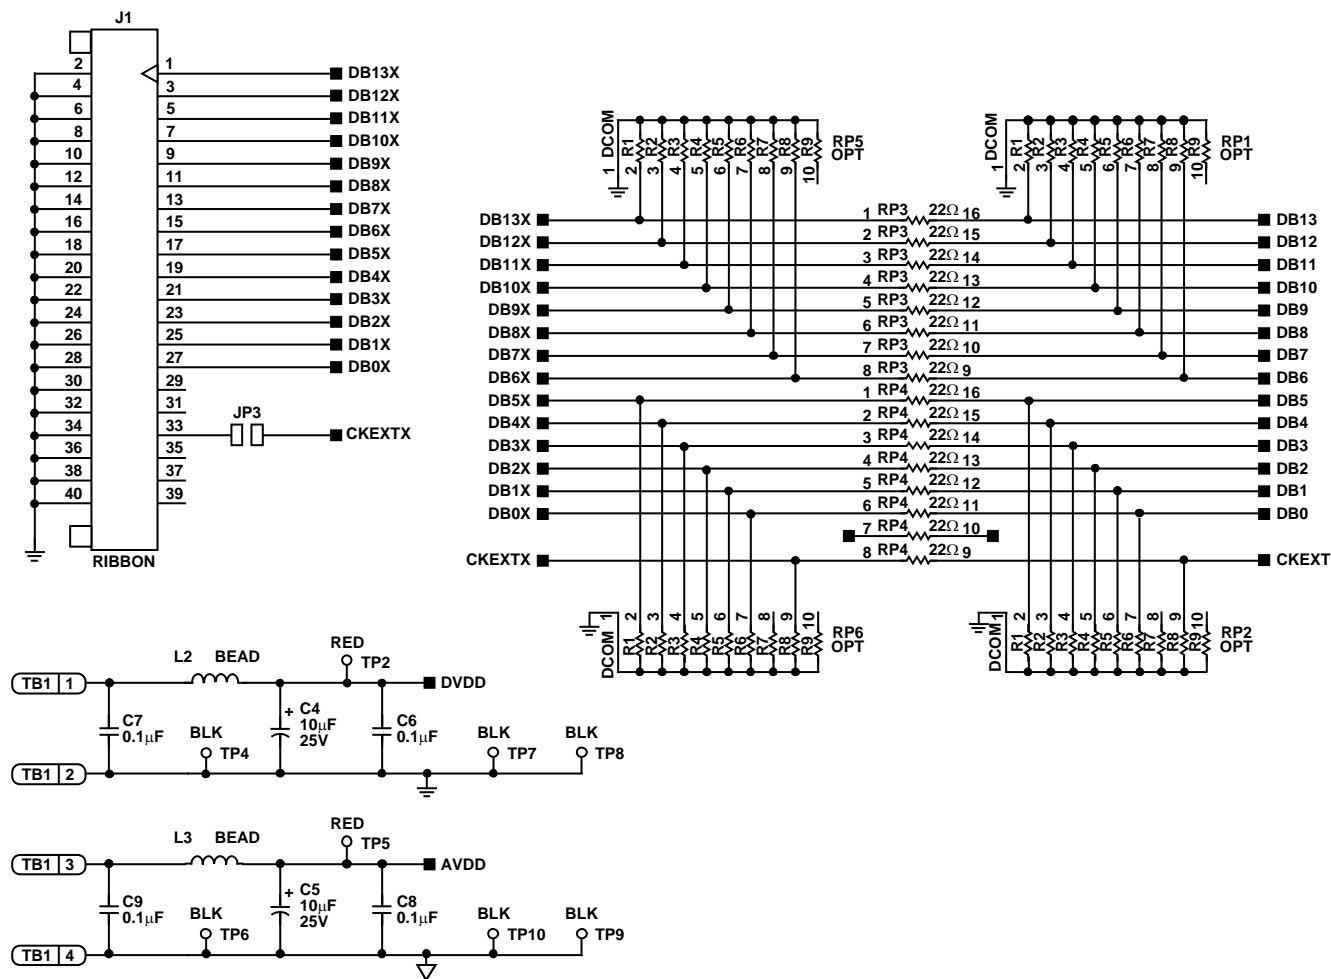 J1
2 1 DB13X
4 3 DB12X
6 5 DB11X
8 7 DB10X
10 9 DB9X
12 11 DB8X
14 13 DB7X
16 15 DB6X
18 17 DB5X
20 19 DB4X
22 21 DB3X
24 23 DB2X
26 25 DB1X
28 27 DB0X
30 29
32 31
34 33 JP3 CKEXTX
36 35
38 37
40 39
RIBBON
1 DCOM
2 R1
3 R2
4 R3
5 R4
6 R5
7 R6
8 R7
9 R8
10 R9
RP5
OPT
1 DCOM
2 R1
3 R2
4 R3
5 R4
6 R5
7 R6
8 R7
9 R8
10 R9
RP1
OPT
DB13X 1 RP3 22Ω 16 DB13
DB12X 2 RP3 22Ω 15 DB12
DB11X 3 RP3 22Ω 14 DB11
DB10X 4 RP3 22Ω 13 DB10
DB9X 5 RP3 22Ω 12 DB9
DB8X 6 RP3 22Ω 11 DB8
DB7X 7 RP3 22Ω 10 DB7
DB6X 8 RP3 22Ω 9 DB6
DB5X 1 RP4 22Ω 16 DB5
DB4X 2 RP4 22Ω 15 DB4
DB3X 3 RP4 22Ω 14 DB3
DB2X 4 RP4 22Ω 13 DB2
DB1X 5 RP4 22Ω 12 DB1
DB0X 6 RP4 22Ω 11 DB0
7 RP4 22Ω 10
CKEXTX 8 RP4 22Ω 9 CKEXT
DCOM 1
R1 2
R2 3
R3 4
R4 5
R5 6
R6 7
R7 8
R8 9
R9 10
RP6
OPT
DCOM 1
R1 2
R2 3
R3 4
R4 5
R5 6
R6 7
R7 8
R8 9
R9 10
RP2
OPT
TB1 1
L2 BEAD
RED
TP2
DVDD
C7
0.1μF
BLK
TP4
+ C4
10μF
25V
C6
0.1μF
BLK
TP7
BLK
TP8
TB1 2
TB1 3
L3 BEAD
RED
TP5
AVDD
C9
0.1μF
BLK
TP6
+ C5
10μF
25V
C8
0.1μF
BLK
TP10
BLK
TP9
TB1 4